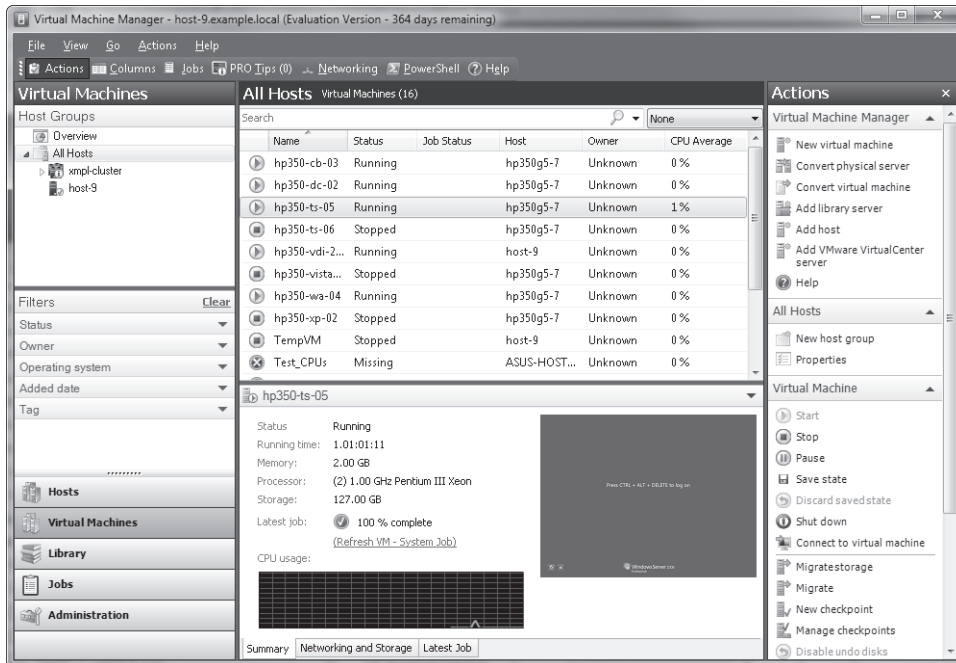 Virtual Machine Manager - host-9.example.local (Evaluation Version - 364 days remaining)
File View Go Actions Help
Actions Columns Jobs PRO Tips (0) Networking PowerShell Help
Virtual Machines
Host Groups
Overview
All Hosts
xmpl-cluster
host-9
Filters Clear
Status
Owner
Operating system
Added date
Tag
Hosts
Virtual Machines
Library
Jobs
Administration
All Hosts Virtual Machines (16)
Search None
Name Status Job Status Host Owner CPU Average
hp350-cb-03 Running hp350g5-7 Unknown 0 %
hp350-dc-02 Running hp350g5-7 Unknown 0 %
hp350-ts-05 Running hp350g5-7 Unknown 1 %
hp350-ts-06 Stopped hp350g5-7 Unknown 0 %
hp350-vdi-2... Running host-9 Unknown 0 %
hp350-vista... Stopped hp350g5-7 Unknown 0 %
hp350-wa-04 Running hp350g5-7 Unknown 0 %
hp350-xp-02 Stopped hp350g5-7 Unknown 0 %
TempVM Stopped host-9 Unknown 0 %
Test_CPUs Missing ASUS-HOST... Unknown 0 %
hp350-ts-05
Status Running
Running time: 1.01:01:11
Memory: 2.00 GB
Processor: (2) 1.00 GHz Pentium III Xeon
Storage: 127.00 GB
Latest job: 100 % complete
(Refresh VM - System Job)
CPU usage:
Press CTRL + ALT + DELETE to log on
Summary Networking and Storage Latest Job
Actions
Virtual Machine Manager
New virtual machine
Convert physical server
Convert virtual machine
Add library server
Add host
Add VMware VirtualCenter
server
Help
All Hosts
New host group
Properties
Virtual Machine
Start
Stop
Pause
Save state
Discard saved state
Shut down
Connect to virtual machine
Migrate storage
Migrate
New checkpoint
Manage checkpoints
Disable undo disks